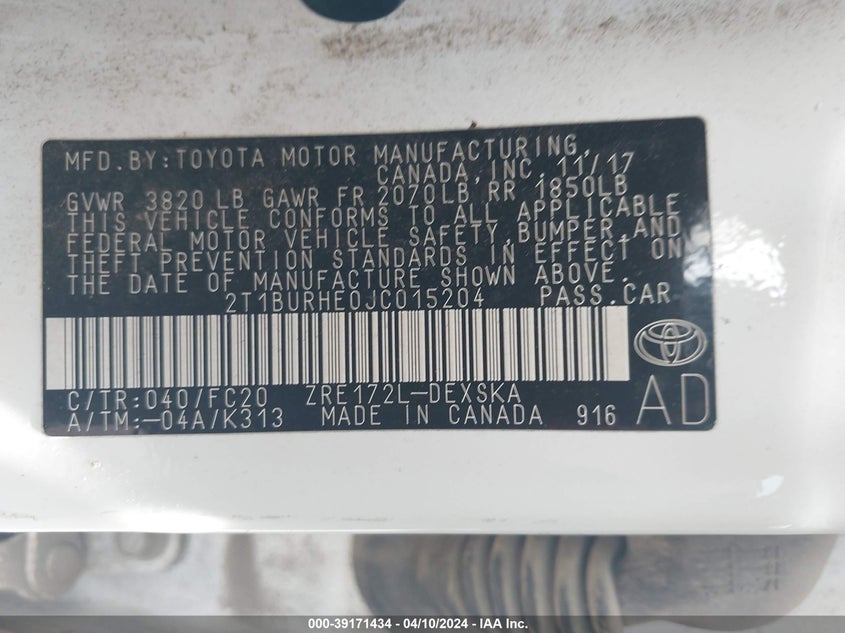 MFD.BY:TOYOTA MOTOR MANUFACTURING,
CANADA,INC. 11/17
GVWR 3820 LB GAWR FR 2070LB RR 1850LB
THIS VEHICLE CONFORMS TO ALL APPLICABLE
FEDERAL MOTOR VEHICLE SAFETY,BUMPER,AND
THEFT PREVENTION STANDARDS IN EFFECT ON
THE DATE OF MANUFACTURE SHOWN ABOVE.
2T1BURHE0JC015204 PASS.CAR
C/TR:040/FC20 ZRE172L-DEXSKA
A/TM:-04A/K313 MADE IN CANADA 916 AD
000-39171434 - 04/10/2024 - IAA Inc.